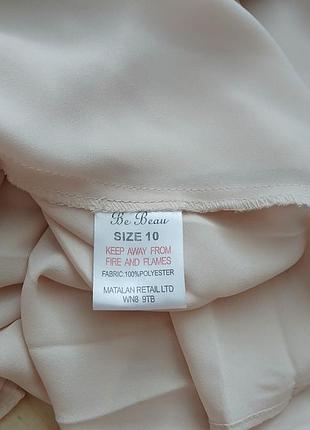 Be Beau
SIZE 10
KEEP AWAY FROM
FIRE AND FLAMES
FABRIC:100%POLYESTER
MATALAN RETAIL LTD
WN8 9TB